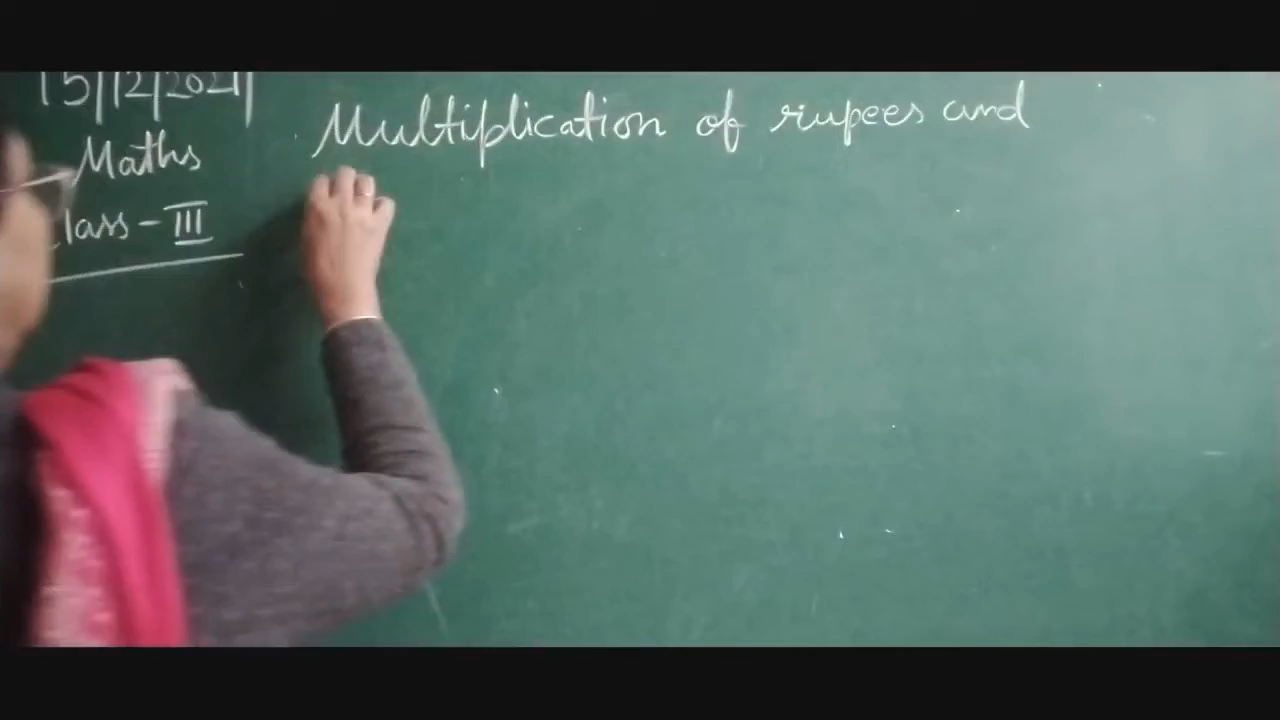 15/12/2021
Maths
Class - III
Multiplication of rupees and